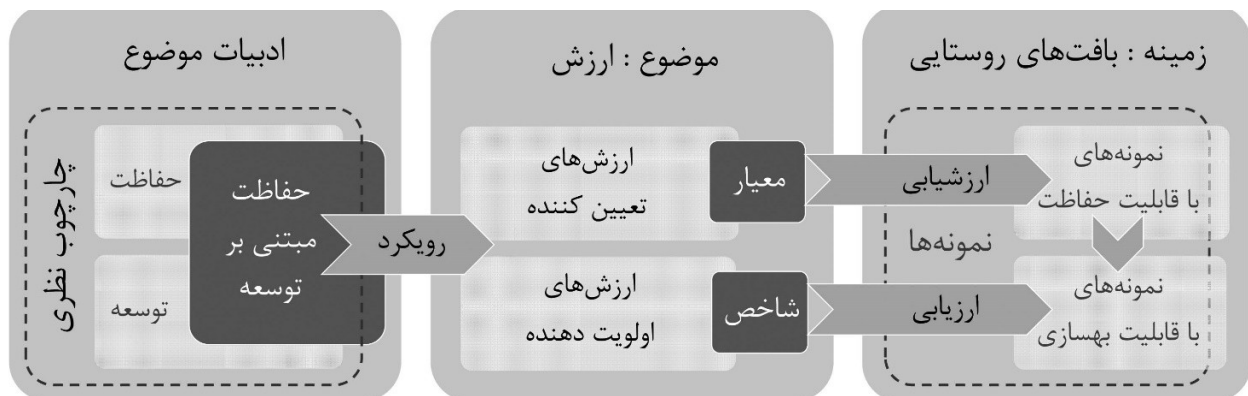 ادبیات موضوع
چارچوب نظری
حفاظت
توسعه
حفاظت
مبتنی بر
توسعه
رویکرد
موضوع : ارزش
ارزش‌های
تعیین کننده
معیار
ارزش‌های
اولویت دهنده
شاخص
زمینه : بافت‌های روستایی
ارزشیابی
نمونه‌های
با قابلیت حفاظت
نمونه‌ها
ارزیابی
نمونه‌های
با قابلیت بهسازی